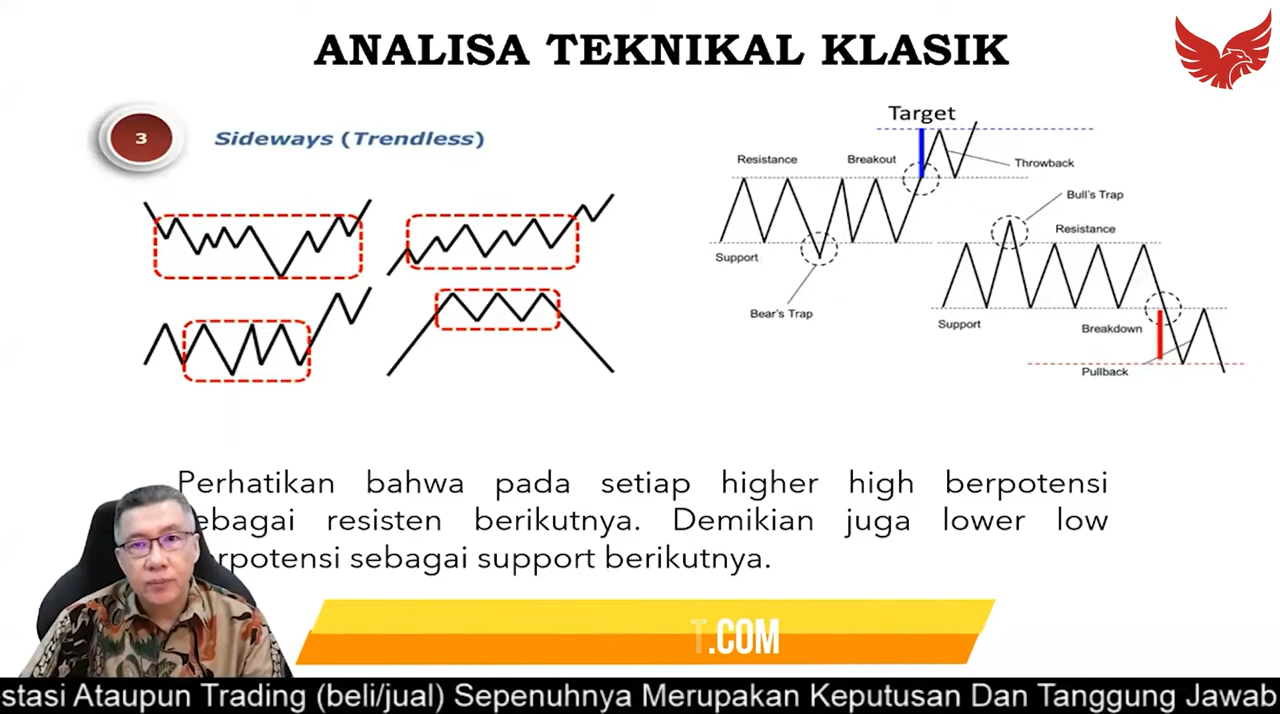 ANALISA TEKNIKAL KLASIK
3
Sideways (Trendless)
Target
Resistance
Breakout
Throwback
Support
Bear's Trap
Bull's Trap
Resistance
Support
Breakdown
Pullback
Perhatikan bahwa pada setiap higher high berpotensi
ebagai resisten berikutnya. Demikian juga lower low
rpotensi sebagai support berikutnya.
T.COM
stasi Ataupun Trading (beli/jual) Sepenuhnya Merupakan Keputusan Dan Tanggung Jawab